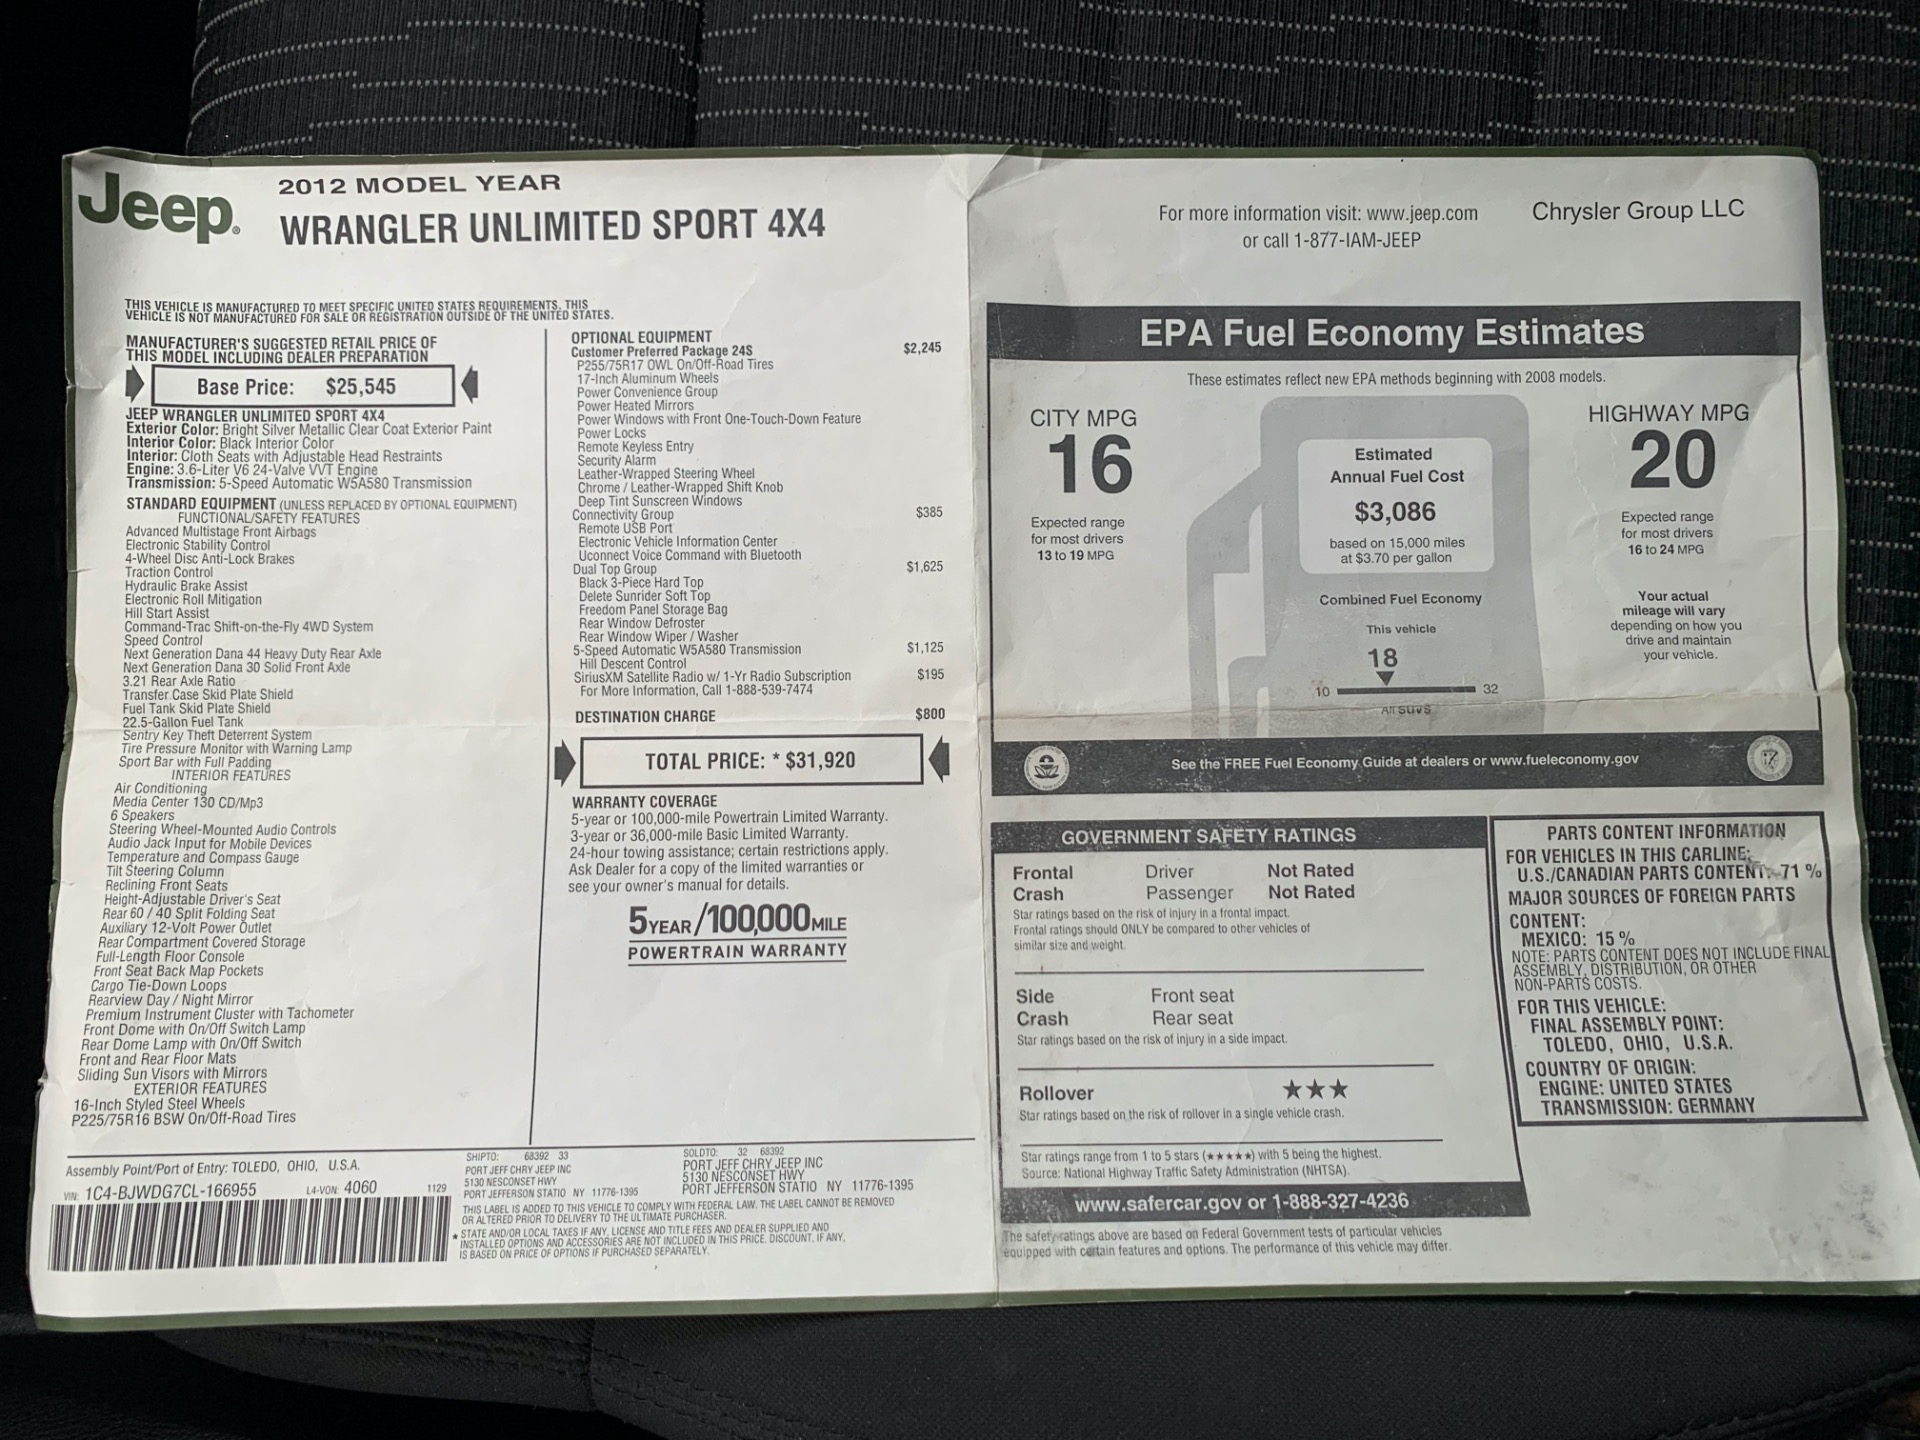 Jeep®
2012 MODEL YEAR
WRANGLER UNLIMITED SPORT 4X4
THIS VEHICLE IS MANUFACTURED TO MEET SPECIFIC UNITED STATES REQUIREMENTS. THIS
VEHICLE IS NOT MANUFACTURED FOR SALE OR REGISTRATION OUTSIDE OF THE UNITED STATES.
MANUFACTURER'S SUGGESTED RETAIL PRICE OF
THIS MODEL INCLUDING DEALER PREPARATION
Base Price: $25,545
JEEP WRANGLER UNLIMITED SPORT 4X4
Exterior Color: Bright Silver Metallic Clear Coat Exterior Paint
Interior Color: Black Interior Color
Interior: Cloth Seats with Adjustable Head Restraints
Engine: 3.6-Liter V6 24-Valve VVT Engine
Transmission: 5-Speed Automatic W5A580 Transmission
STANDARD EQUIPMENT (UNLESS REPLACED BY OPTIONAL EQUIPMENT)
FUNCTIONAL/SAFETY FEATURES
Advanced Multistage Front Airbags
Electronic Stability Control
4-Wheel Disc Anti-Lock Brakes
Traction Control
Hydraulic Brake Assist
Electronic Roll Mitigation
Hill Start Assist
Command-Trac Shift-on-the-Fly 4WD System
Speed Control
Next Generation Dana 44 Heavy Duty Rear Axle
Next Generation Dana 30 Solid Front Axle
3.21 Rear Axle Ratio
Transfer Case Skid Plate Shield
Fuel Tank Skid Plate Shield
22.5-Gallon Fuel Tank
Sentry Key Theft Deterrent System
Tire Pressure Monitor with Warning Lamp
Sport Bar with Full Padding
INTERIOR FEATURES
Air Conditioning
Media Center 130 CD/Mp3
6 Speakers
Steering Wheel-Mounted Audio Controls
Audio Jack Input for Mobile Devices
Temperature and Compass Gauge
Tilt Steering Column
Reclining Front Seats
Height-Adjustable Driver's Seat
Rear 60 / 40 Split Folding Seat
Auxiliary 12-Volt Power Outlet
Rear Compartment Covered Storage
Full-Length Floor Console
Front Seat Back Map Pockets
Cargo Tie-Down Loops
Rearview Day / Night Mirror
Premium Instrument Cluster with Tachometer
Front Dome with On/Off Switch Lamp
Rear Dome Lamp with On/Off Switch
Front and Rear Floor Mats
Sliding Sun Visors with Mirrors
EXTERIOR FEATURES
16-Inch Styled Steel Wheels
P225/75R16 BSW On/Off-Road Tires
OPTIONAL EQUIPMENT
Customer Preferred Package 24S $2,245
P255/75R17 OWL On/Off-Road Tires
17-Inch Aluminum Wheels
Power Convenience Group
Power Heated Mirrors
Power Windows with Front One-Touch-Down Feature
Power Locks
Remote Keyless Entry
Security Alarm
Leather-Wrapped Steering Wheel
Chrome / Leather-Wrapped Shift Knob
Deep Tint Sunscreen Windows
Connectivity Group $385
Remote USB Port
Electronic Vehicle Information Center
Uconnect Voice Command with Bluetooth
Dual Top Group $1,625
Black 3-Piece Hard Top
Delete Sunrider Soft Top
Freedom Panel Storage Bag
Rear Window Defroster
Rear Window Wiper / Washer
5-Speed Automatic W5A580 Transmission $1,125
Hill Descent Control
SiriusXM Satellite Radio w/ 1-Yr Radio Subscription $195
For More Information, Call 1-888-539-7474
DESTINATION CHARGE $800
TOTAL PRICE: * $31,920
WARRANTY COVERAGE
5-year or 100,000-mile Powertrain Limited Warranty.
3-year or 36,000-mile Basic Limited Warranty.
24-hour towing assistance; certain restrictions apply.
Ask Dealer for a copy of the limited warranties or
see your owner's manual for details.
5 YEAR/100,000 MILE
POWERTRAIN WARRANTY
Assembly Point/Port of Entry: TOLEDO, OHIO, U.S.A.
VIN: 1C4-BJWDG7CL-166955 L4-VON: 4060 1129
SHIPTO: 68392 33
PORT JEFF CHRY JEEP INC
5130 NESCONSET HWY
PORT JEFFERSON STATIO NY 11776-1395
SOLDTO: 32 68392
PORT JEFF CHRY JEEP INC
5130 NESCONSET HWY
PORT JEFFERSON STATIO NY 11776-1395
THIS LABEL IS ADDED TO THIS VEHICLE TO COMPLY WITH FEDERAL LAW. THE LABEL CANNOT BE REMOVED
OR ALTERED PRIOR TO DELIVERY TO THE ULTIMATE PURCHASER.
* STATE AND/OR LOCAL TAXES IF ANY, LICENSE AND TITLE FEES AND DEALER SUPPLIED AND
INSTALLED OPTIONS AND ACCESSORIES ARE NOT INCLUDED IN THIS PRICE. DISCOUNT, IF ANY,
IS BASED ON PRICE OF OPTIONS IF PURCHASED SEPARATELY.
For more information visit: www.jeep.com
or call 1-877-IAM-JEEP
Chrysler Group LLC
EPA Fuel Economy Estimates
These estimates reflect new EPA methods beginning with 2008 models.
CITY MPG
16
Expected range
for most drivers
13 to 19 MPG
Estimated
Annual Fuel Cost
$3,086
based on 15,000 miles
at $3.70 per gallon
Combined Fuel Economy
This vehicle
18
10 32
All SUVs
HIGHWAY MPG
20
Expected range
for most drivers
16 to 24 MPG
Your actual
mileage will vary
depending on how you
drive and maintain
your vehicle.
See the FREE Fuel Economy Guide at dealers or www.fueleconomy.gov
GOVERNMENT SAFETY RATINGS
Frontal Driver Not Rated
Crash Passenger Not Rated
Star ratings based on the risk of injury in a frontal impact.
Frontal ratings should ONLY be compared to other vehicles of
similar size and weight.
Side Front seat
Crash Rear seat
Star ratings based on the risk of injury in a side impact.
Rollover ★★★
Star ratings based on the risk of rollover in a single vehicle crash.
Star ratings range from 1 to 5 stars (★★★★★) with 5 being the highest.
Source: National Highway Traffic Safety Administration (NHTSA).
www.safercar.gov or 1-888-327-4236
The safety ratings above are based on Federal Government tests of particular vehicles
equipped with certain features and options. The performance of this vehicle may differ.
PARTS CONTENT INFORMATION
FOR VEHICLES IN THIS CARLINE:
U.S./CANADIAN PARTS CONTENT: 71 %
MAJOR SOURCES OF FOREIGN PARTS
CONTENT:
MEXICO: 15 %
NOTE: PARTS CONTENT DOES NOT INCLUDE FINAL
ASSEMBLY, DISTRIBUTION, OR OTHER
NON-PARTS COSTS.
FOR THIS VEHICLE:
FINAL ASSEMBLY POINT:
TOLEDO, OHIO, U.S.A.
COUNTRY OF ORIGIN:
ENGINE: UNITED STATES
TRANSMISSION: GERMANY